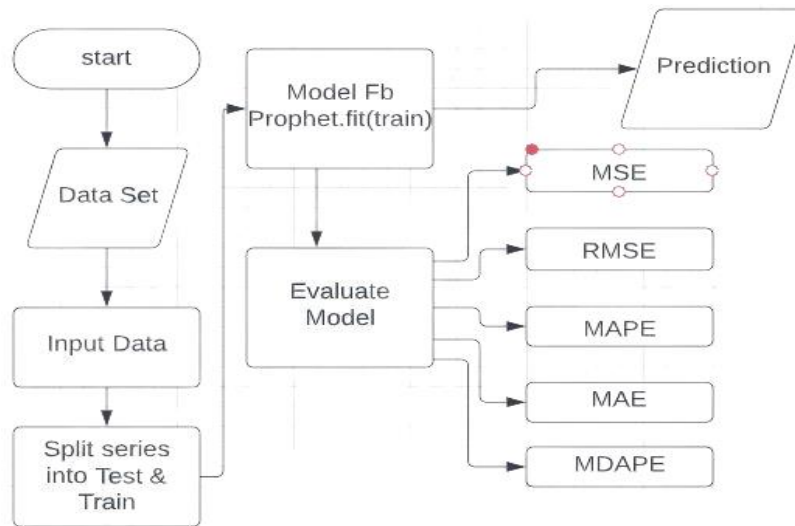 start
Data Set
Input Data
Split series
into Test &
Train
Model Fb
Prophet.fit(train)
Evaluate
Model
Prediction
MSE
RMSE
MAPE
MAE
MDAPE